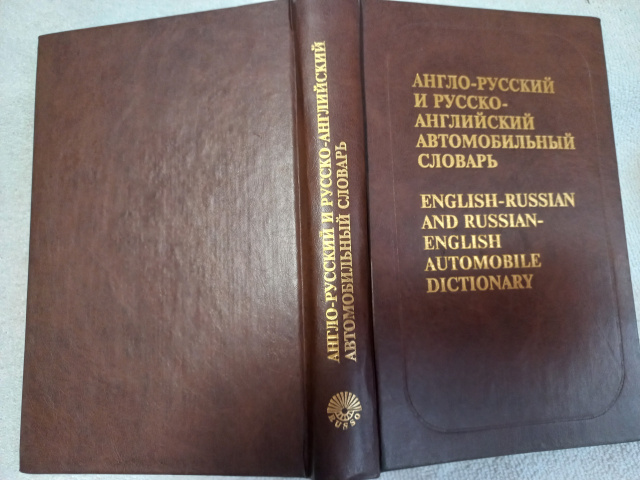 АНГЛО-РУССКИЙ И РУССКО-АНГЛИЙСКИЙ
АВТОМОБИЛЬНЫЙ СЛОВАРЬ
RUSSO
АНГЛО-РУССКИЙ
И РУССКО-
АНГЛИЙСКИЙ
АВТОМОБИЛЬНЫЙ
СЛОВАРЬ
ENGLISH-RUSSIAN
AND RUSSIAN-
ENGLISH
AUTOMOBILE
DICTIONARY